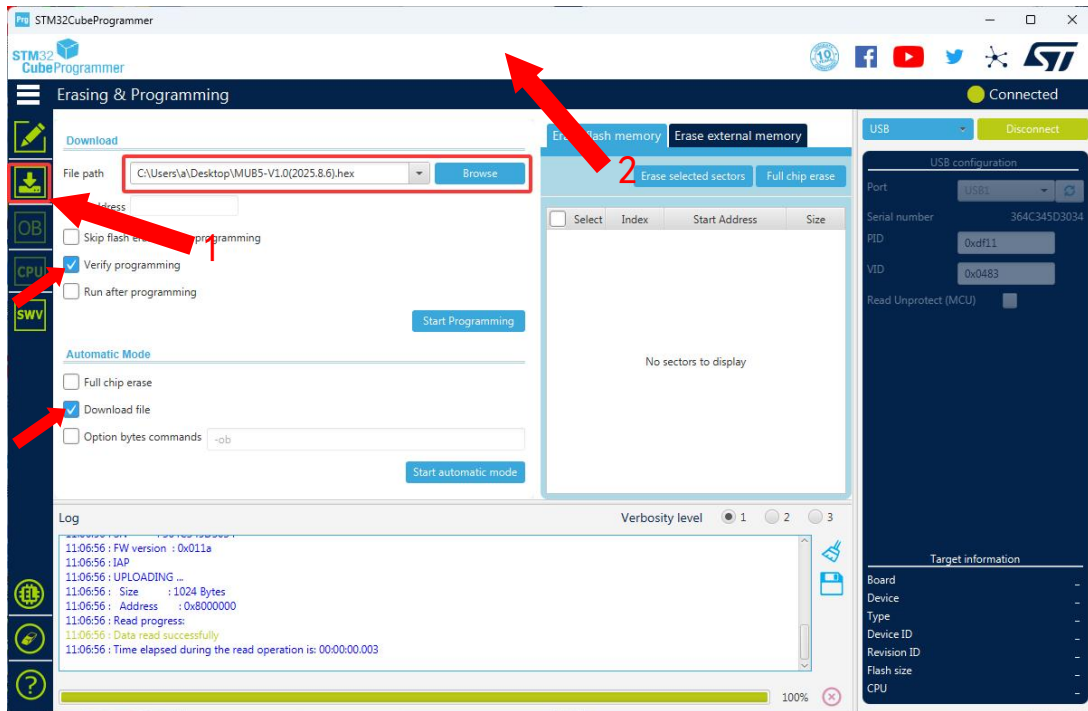 Prg STM32CubeProgrammer
STM32
CubeProgrammer
10
Erasing & Programming
Connected
Download
File path C:\Users\a\Desktop\MUB5-V1.0(2025.8.6).hex Browse
Skip flash programming
Verify programming
Run after programming
Start Programming
Automatic Mode
Full chip erase
Download file
Option bytes commands -ob
Start automatic mode
1
OB
CPU
SWV
flash memory Erase external memory
2
Erase selected sectors Full chip erase
Select Index Start Address Size
No sectors to display
USB Disconnect
USB configuration
Port USB1
Serial number 364C345D3034
PID 0xdf11
VID 0x0483
Read Unprotect (MCU)
Log Verbosity level 1 2 3
11:06:56 : FW version : 0x011a
11:06:56 : IAP
11:06:56 : UPLOADING ...
11:06:56 : Size : 1024 Bytes
11:06:56 : Address : 0x8000000
11:06:56 : Read progress:
11:06:56 : Data read successfully
11:06:56 : Time elapsed during the read operation is: 00:00:00.003
100%
Target information
Board -
Device -
Type -
Device ID -
Revision ID -
Flash size -
CPU -